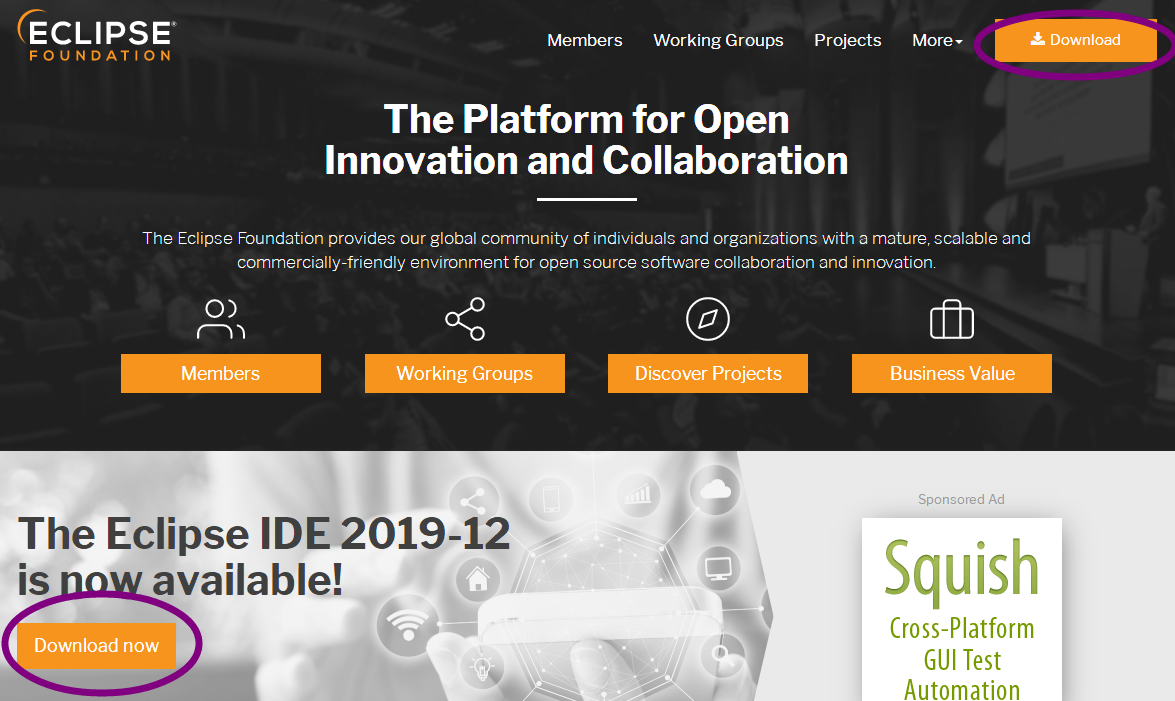 ECLIPSE®
FOUNDATION
Members Working Groups Projects More Download
The Platform for Open
Innovation and Collaboration
The Eclipse Foundation provides our global community of individuals and organizations with a mature, scalable and
commercially-friendly environment for open source software collaboration and innovation.
Members Working Groups Discover Projects Business Value
The Eclipse IDE 2019-12
is now available!
Download now
Sponsored Ad
Squish
Cross-Platform
GUI Test
Automation